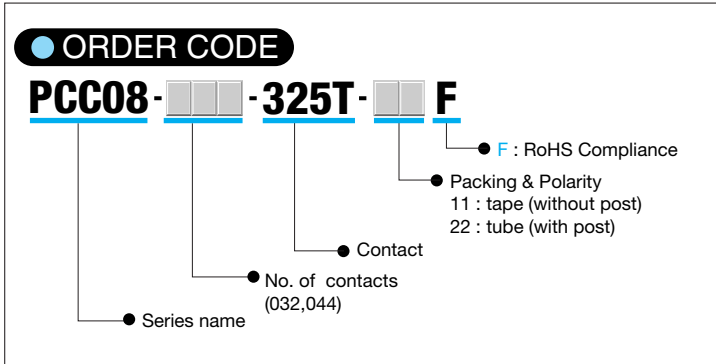 ORDER CODE
PCC08 - - 325T - F
F : RoHS Compliance
Packing & Polarity
11 : tape (without post)
22 : tube (with post)
Contact
No. of contacts
(032,044)
Series name